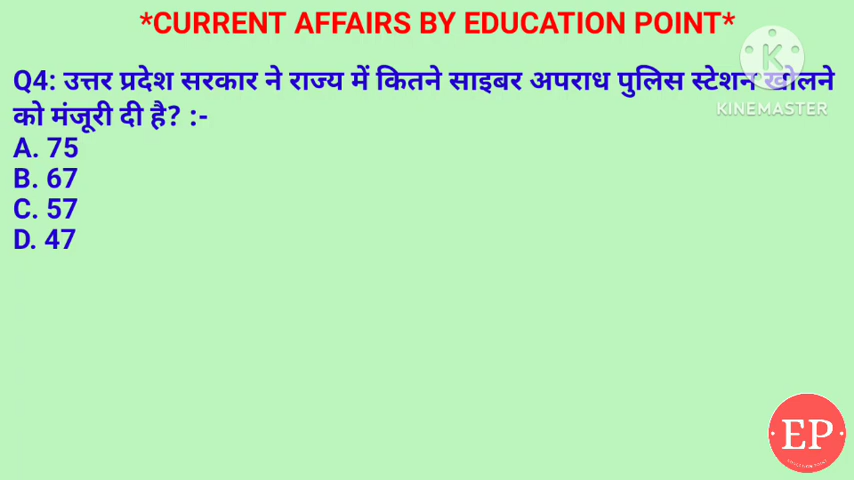 *CURRENT AFFAIRS BY EDUCATION POINT*
Q4: उत्तर प्रदेश सरकार ने राज्य में कितने साइबर अपराध पुलिस स्टेशन खोलने
को मंजूरी दी है? :-
A. 75
B. 67
C. 57
D. 47
K
KINEMASTER
EP